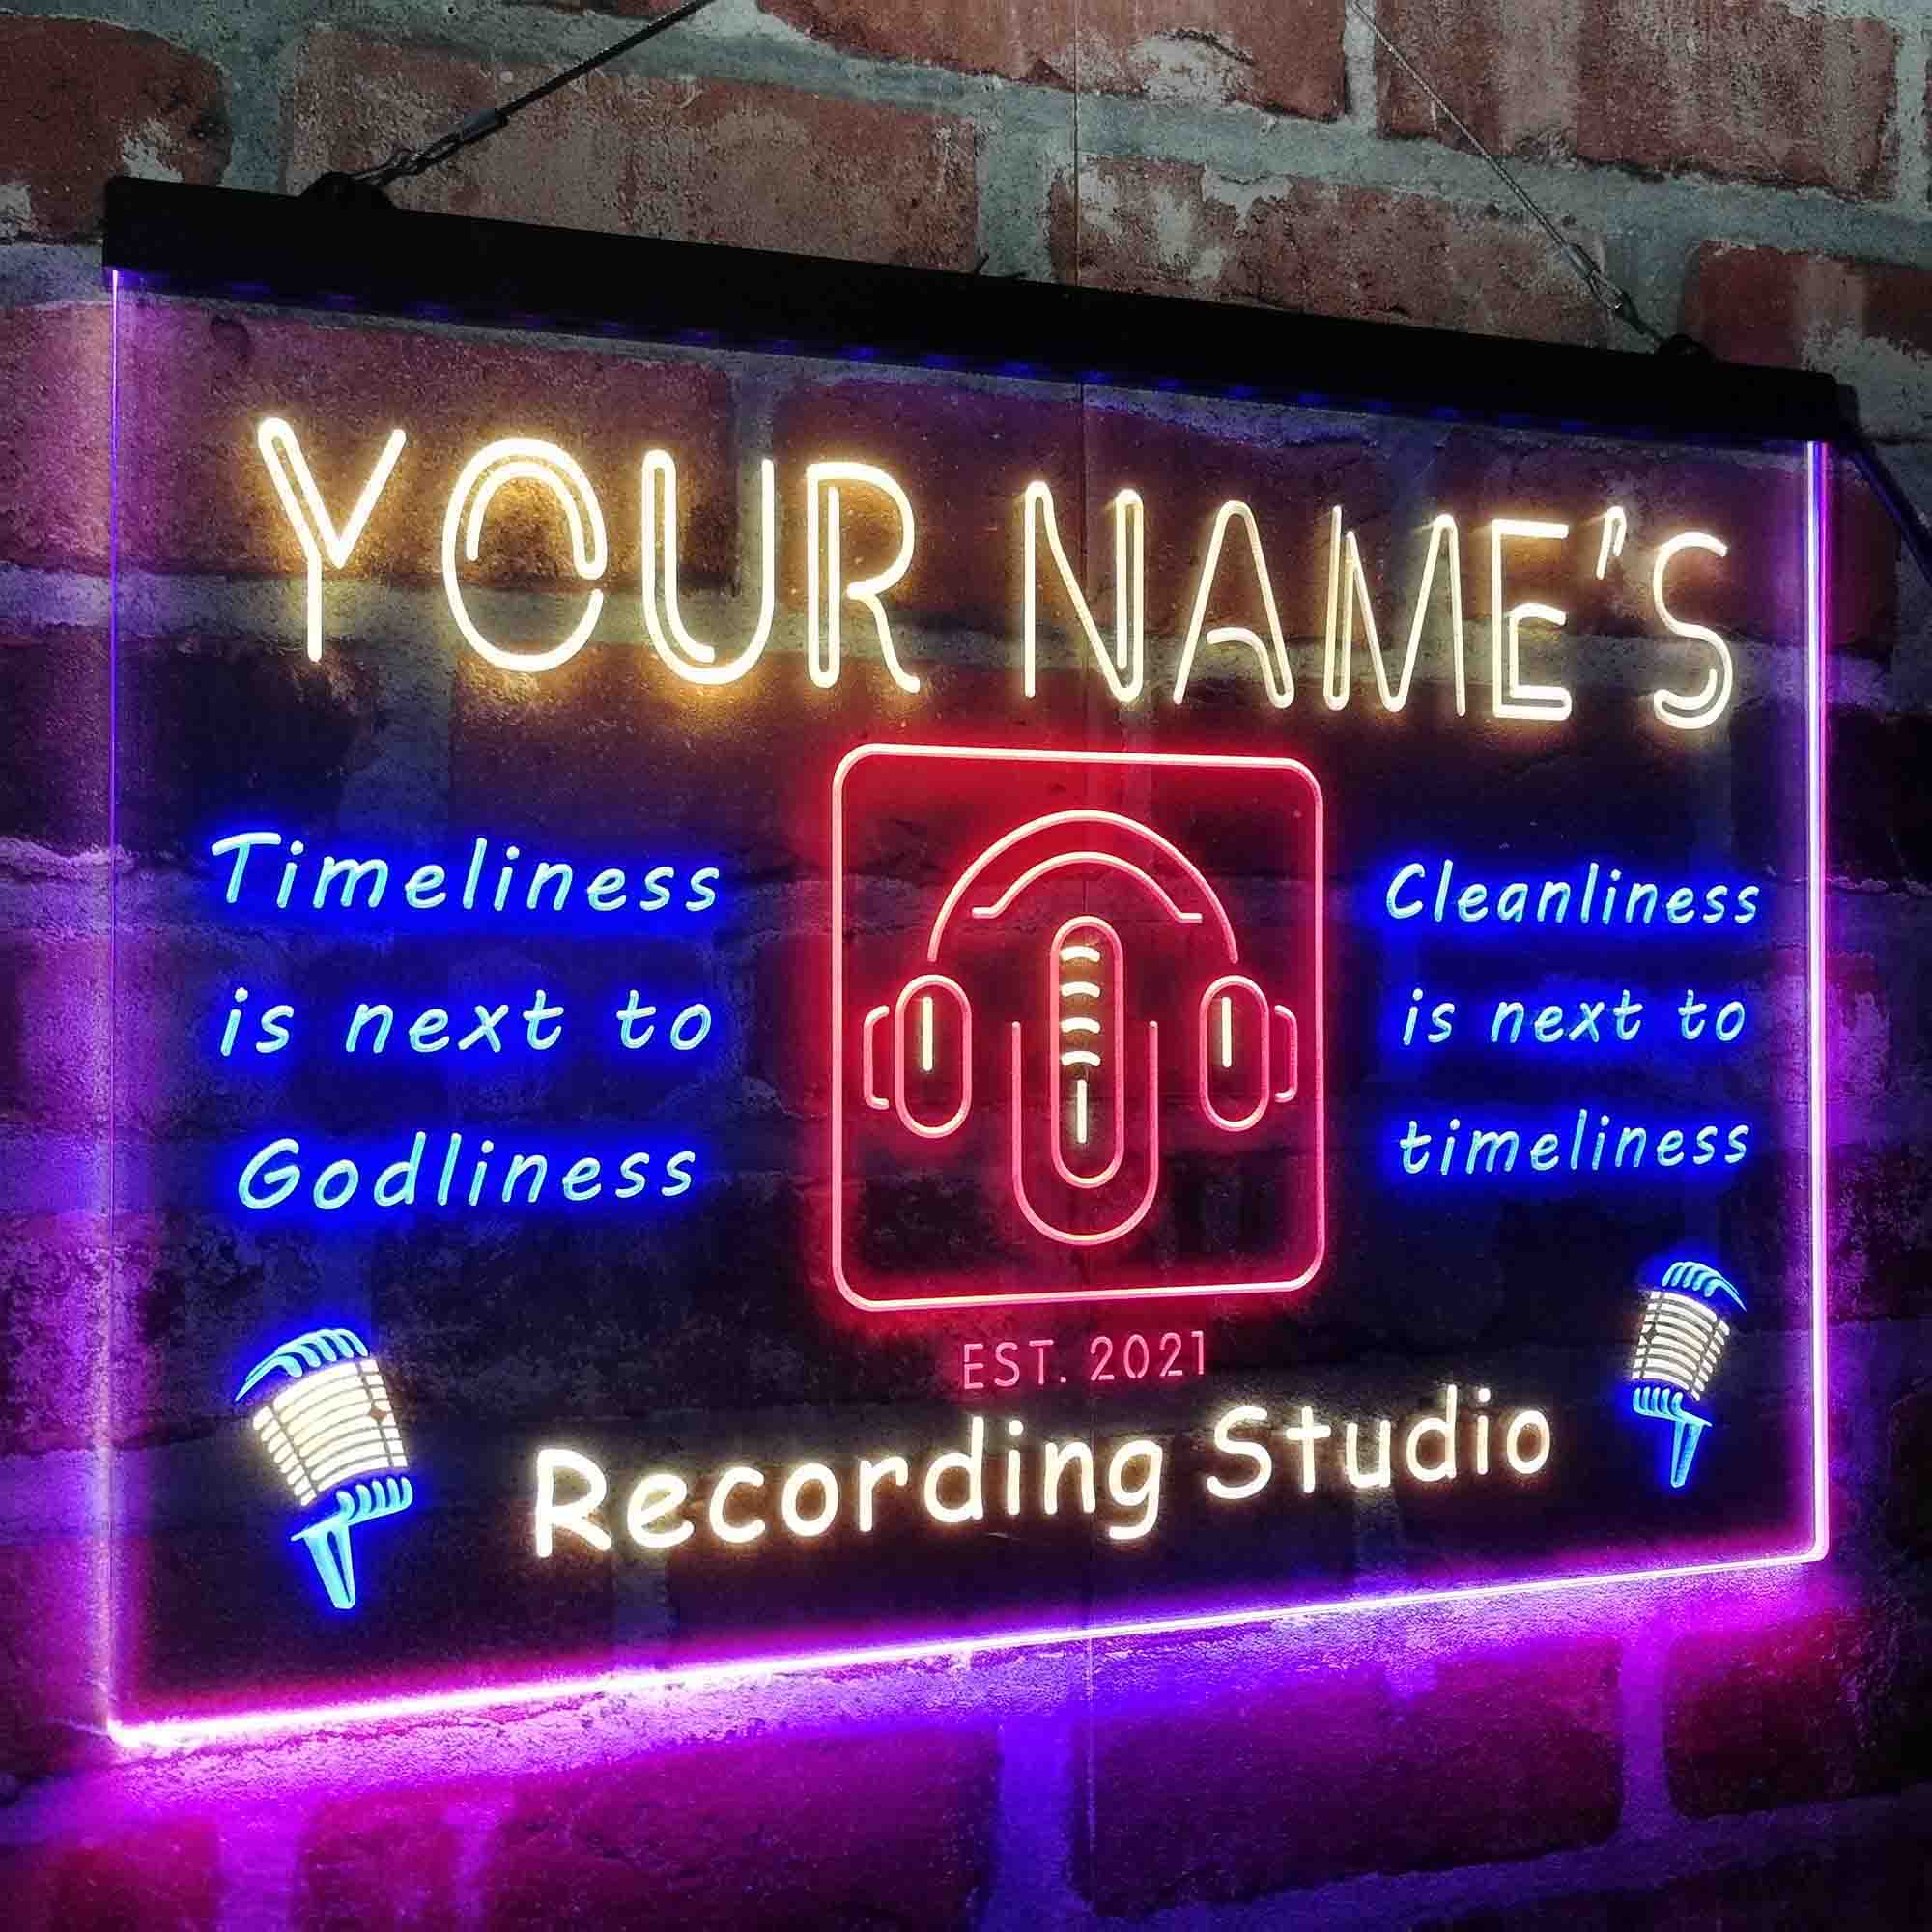 YOUR NAME'S
Timeliness
is next to
Godliness
Cleanliness
is next to
timeliness
EST. 2021
Recording Studio